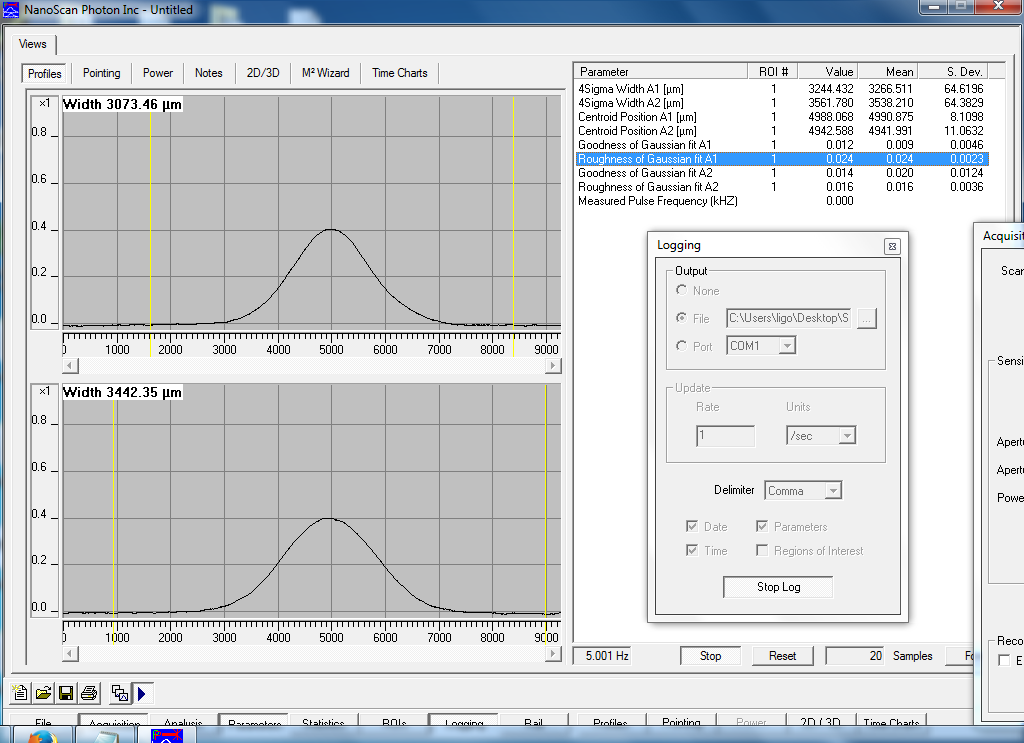 NanoScan Photon Inc - Untitled
Views
Profiles Pointing Power Notes 2D/3D M² Wizard Time Charts
×1 Width 3073.46 µm
0.8
0.6
0.4
0.2
0.0
0 1000 2000 3000 4000 5000 6000 7000 8000 9000
×1 Width 3442.35 µm
0.8
0.6
0.4
0.2
0.0
0 1000 2000 3000 4000 5000 6000 7000 8000 9000
Parameter ROI # Value Mean S. Dev.
4Sigma Width A1 [µm] 1 3244.432 3266.511 64.6196
4Sigma Width A2 [µm] 1 3561.780 3538.210 64.3829
Centroid Position A1 [µm] 1 4988.068 4990.875 8.1098
Centroid Position A2 [µm] 1 4942.588 4941.991 11.0632
Goodness of Gaussian fit A1 1 0.012 0.009 0.0046
Roughness of Gaussian fit A1 1 0.024 0.024 0.0023
Goodness of Gaussian fit A2 1 0.014 0.020 0.0124
Roughness of Gaussian fit A2 1 0.016 0.016 0.0036
Measured Pulse Frequency (kHZ) 0.000
Logging
Output
None
File C:\Users\ligo\Desktop\S ...
Port COM1
Update
Rate Units
1 /sec
Delimiter Comma
Date Parameters
Time Regions of Interest
Stop Log
Acquisit
Scan
Sensi
Apertu
Apertu
Powe
Reco
E
5.001 Hz Stop Reset 20 Samples Fo
File Acquisition Analysis Parameters Statistics ROIs Logging Rail Profiles Pointing Power 2D / 3D Time Charts